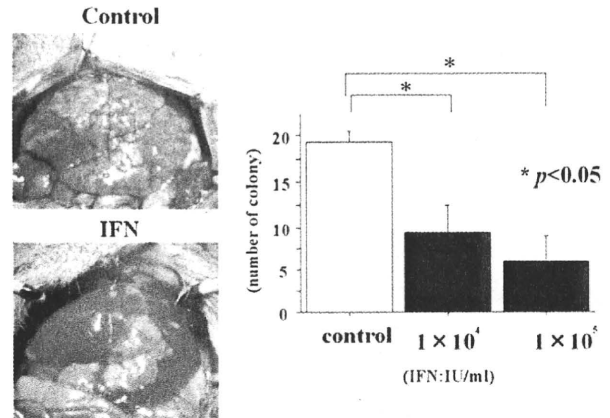 Control
IFN
*
*
* p<0.05
(number of colony)
20
15
10
5
0
control
1 × 10⁴
1 × 10⁵
(IFN:IU/ml)